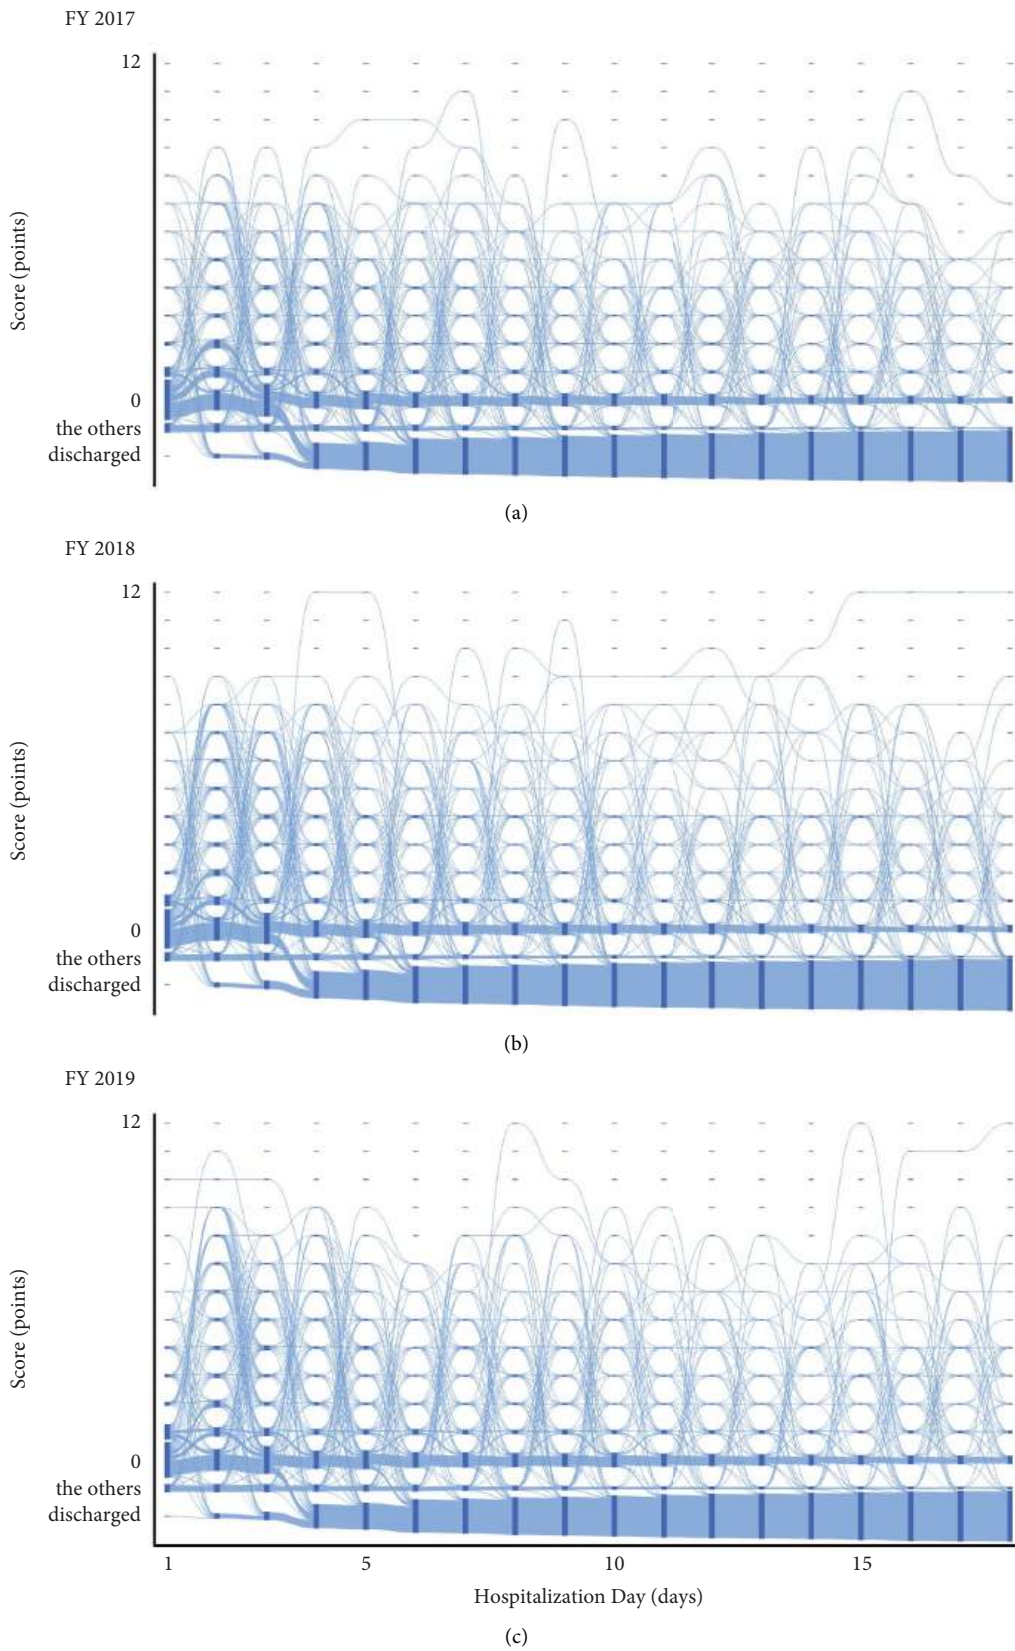 FY 2017
12
Score (points)
0
the others
discharged
(a)
FY 2018
12
Score (points)
0
the others
discharged
(b)
FY 2019
12
Score (points)
0
the others
discharged
1 5 10 15
Hospitalization Day (days)
(c)